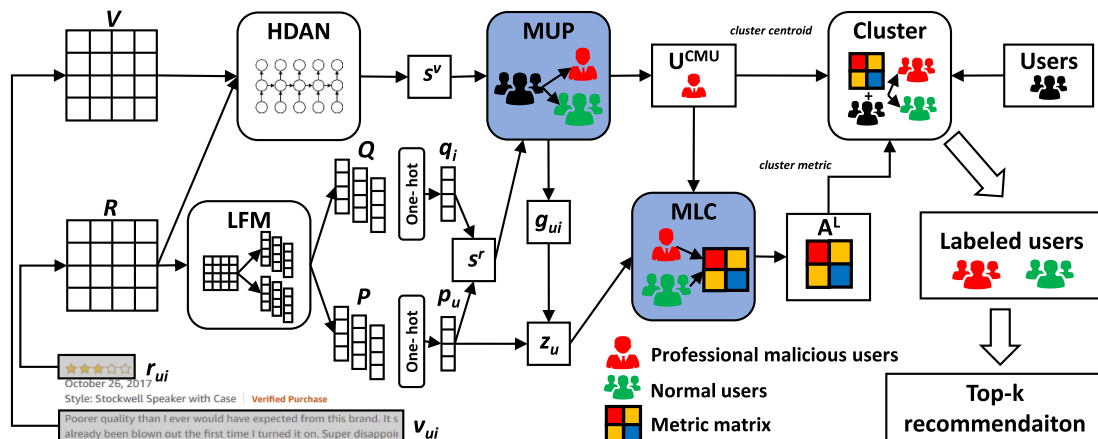 V
HDAN
s^v
MUP
U^CMU
cluster centroid
Cluster
Users
R
LFM
Q
One- hot
q_i
s^r
g_ui
cluster metric
MLC
A^L
Labeled users
P
One- hot
p_u
z_u
Professional malicious users
Normal users
Metric matrix
Top-k
recommendaiton
r_ui
October 26, 2017
Style: Stockwell Speaker with Case | Verified Purchase
Poorer quality than I ever would have expected from this brand. It s
already been blown out the first time I turned it on. Super disappoi
v_ui